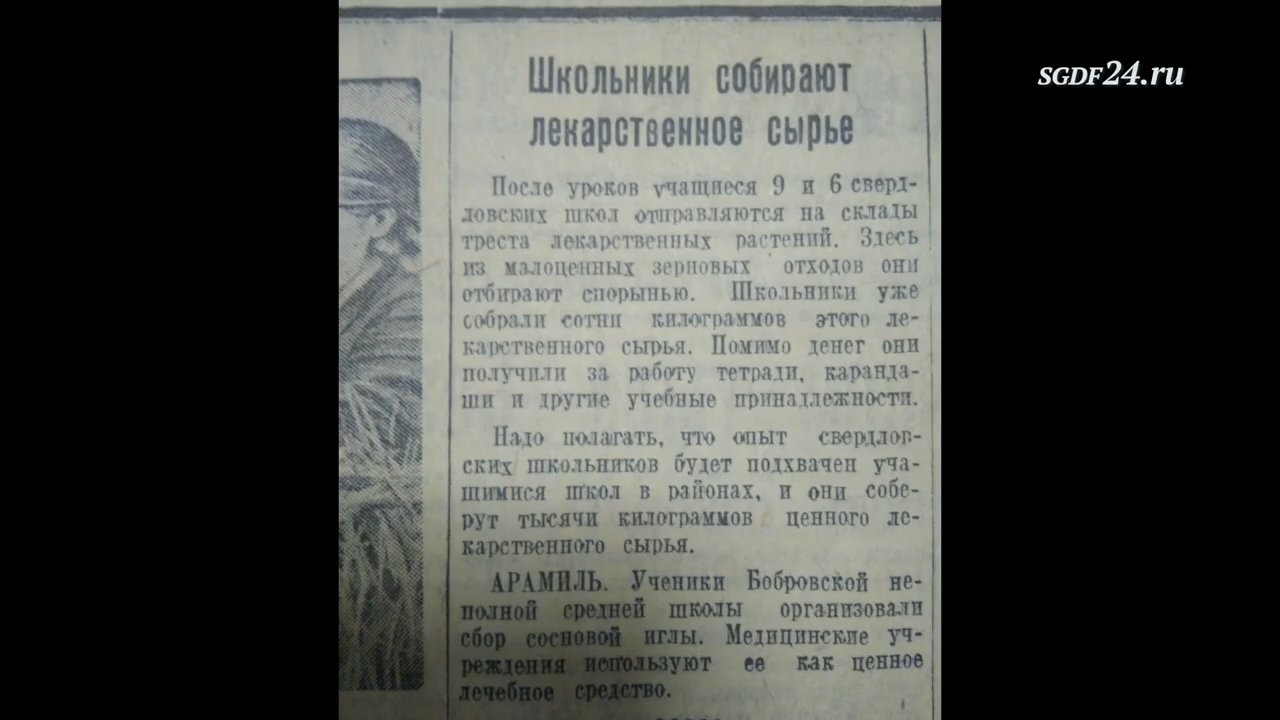 SGDF24.ru
Школьники собирают
лекарственное сырье
После уроков учащиеся 9 и 6 сверд-
ловских школ отправляются на склады
треста лекарственных растений. Здесь
из малоценных зерновых отходов они
отбирают спорынью. Школьники уже
собрали сотни килограммов этого ле-
карственного сырья. Помимо денег они
получили за работу тетради, каранда-
ши и другие учебные принадлежности.
Надо полагать, что опыт свердлов-
ских школьников будет подхвачен уча-
щимися школ в районах, и они собе-
рут тысячи килограммов ценного ле-
карственного сырья.
АРАМИЛЬ. Ученики Бобровской не-
полной средней школы организовали
сбор сосновой иглы. Медицинские уч-
реждения используют ее как ценное
лечебное средство.